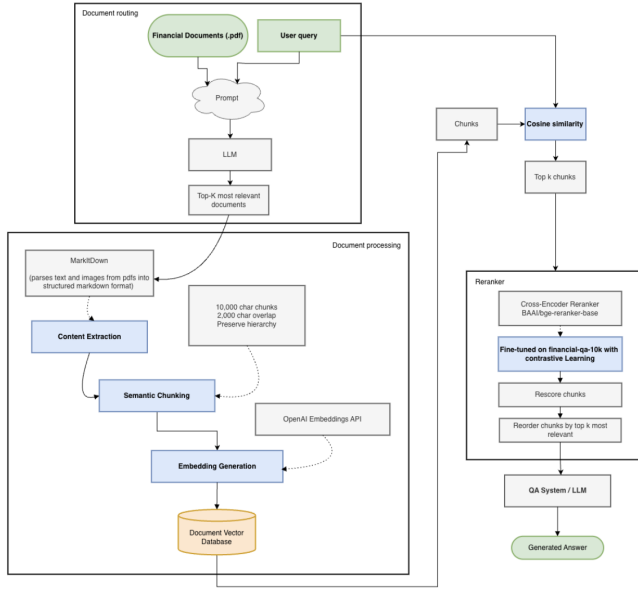 Document routing
Financial Documents (.pdf)
User query
Prompt
LLM
Top-K most relevant
documents
Document processing
MarkItDown
(parses text and images from pdfs into
structured markdown format)
10,000 char chunks
2,000 char overlap
Preserve hierarchy
Content Extraction
Semantic Chunking
OpenAI Embeddings API
Embedding Generation
Document Vector
Database
Chunks
Cosine similarity
Top k chunks
Reranker
Cross-Encoder Reranker
BAAI/bge-reranker-base
Fine-tuned on financial-qa-10k with
contrastive Learning
Rescore chunks
Reorder chunks by top k most
relevant
QA System / LLM
Generated Answer